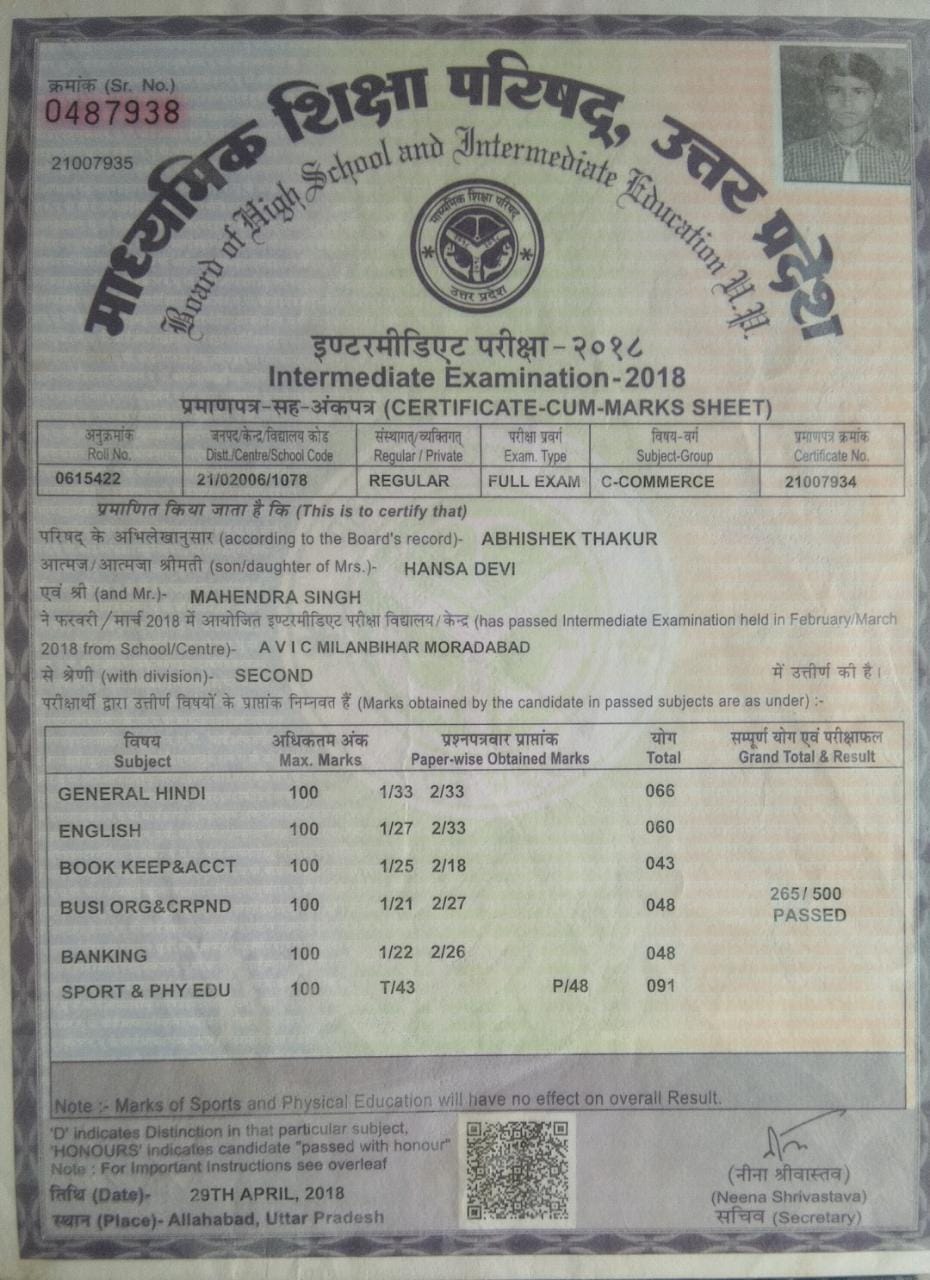 क्रमांक (Sr. No.)
0487938
21007935
माध्यमिक शिक्षा परिषद्, उत्तर प्रदेश
Board of High School and Intermediate Education U.P.
माध्यमिक शिक्षा परिषद
उत्तर प्रदेश
इण्टरमीडिएट परीक्षा - २०१८
Intermediate Examination-2018
प्रमाणपत्र-सह-अंकपत्र (CERTIFICATE-CUM-MARKS SHEET)
अनुक्रमांक जनपद/केन्द्र/विद्यालय कोड संस्थागत्/व्यक्तिगत् परीक्षा प्रवर्ग विषय-वर्ग प्रमाणपत्र क्रमांक
Roll No. Distt./Centre/School Code Regular / Private Exam. Type Subject-Group Certificate No.
0615422 21/02006/1078 REGULAR FULL EXAM C-COMMERCE 21007934
प्रमाणित किया जाता है कि (This is to certify that)
परिषद् के अभिलेखानुसार (according to the Board's record)- ABHISHEK THAKUR
आत्मज/आत्मजा श्रीमती (son/daughter of Mrs.)- HANSA DEVI
एवं श्री (and Mr.)- MAHENDRA SINGH
ने फरवरी/मार्च 2018 में आयोजित इण्टरमीडिएट परीक्षा विद्यालय/केन्द्र (has passed Intermediate Examination held in February/March
2018 from School/Centre)- A V I C MILANBIHAR MORADABAD
से श्रेणी (with division)- SECOND में उत्तीर्ण की है।
परीक्षार्थी द्वारा उत्तीर्ण विषयों के प्राप्तांक निम्नवत हैं (Marks obtained by the candidate in passed subjects are as under) :-
विषय अधिकतम अंक प्रश्नपत्रवार प्राप्तांक योग सम्पूर्ण योग एवं परीक्षाफल
Subject Max. Marks Paper-wise Obtained Marks Total Grand Total & Result
GENERAL HINDI 100 1/33 2/33 066
ENGLISH 100 1/27 2/33 060
BOOK KEEP&ACCT 100 1/25 2/18 043
BUSI ORG&CRPND 100 1/21 2/27 048 265/ 500
PASSED
BANKING 100 1/22 2/26 048
SPORT & PHY EDU 100 T/43 P/48 091
Note :- Marks of Sports and Physical Education will have no effect on overall Result.
'D' indicates Distinction in that particular subject,
'HONOURS' indicates candidate "passed with honour"
Note : For Important Instructions see overleaf
तिथि (Date)- 29TH APRIL, 2018
स्थान (Place)- Allahabad, Uttar Pradesh
(नीना श्रीवास्तव)
(Neena Shrivastava)
सचिव (Secretary)